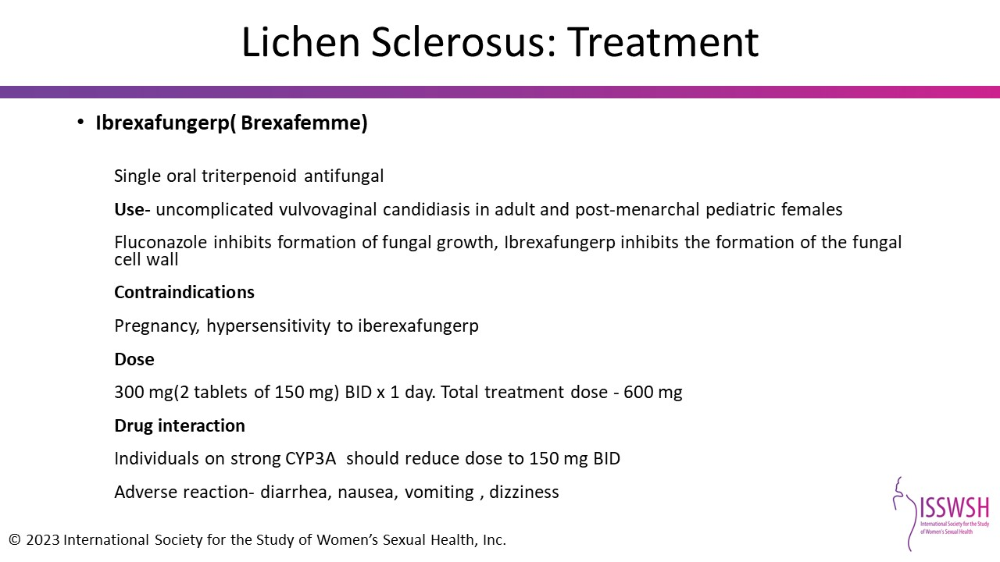 Lichen Sclerosus: Treatment
• Ibrexafungerp( Brexafemme)
Single oral triterpenoid antifungal
Use- uncomplicated vulvovaginal candidiasis in adult and post-menarchal pediatric females
Fluconazole inhibits formation of fungal growth, Ibrexafungerp inhibits the formation of the fungal
cell wall
Contraindications
Pregnancy, hypersensitivity to iberexafungerp
Dose
300 mg(2 tablets of 150 mg) BID x 1 day. Total treatment dose - 600 mg
Drug interaction
Individuals on strong CYP3A  should reduce dose to 150 mg BID
Adverse reaction- diarrhea, nausea, vomiting , dizziness
ISSWSH
International Society for the Study
of Women's Sexual Health
© 2023 International Society for the Study of Women’s Sexual Health, Inc.